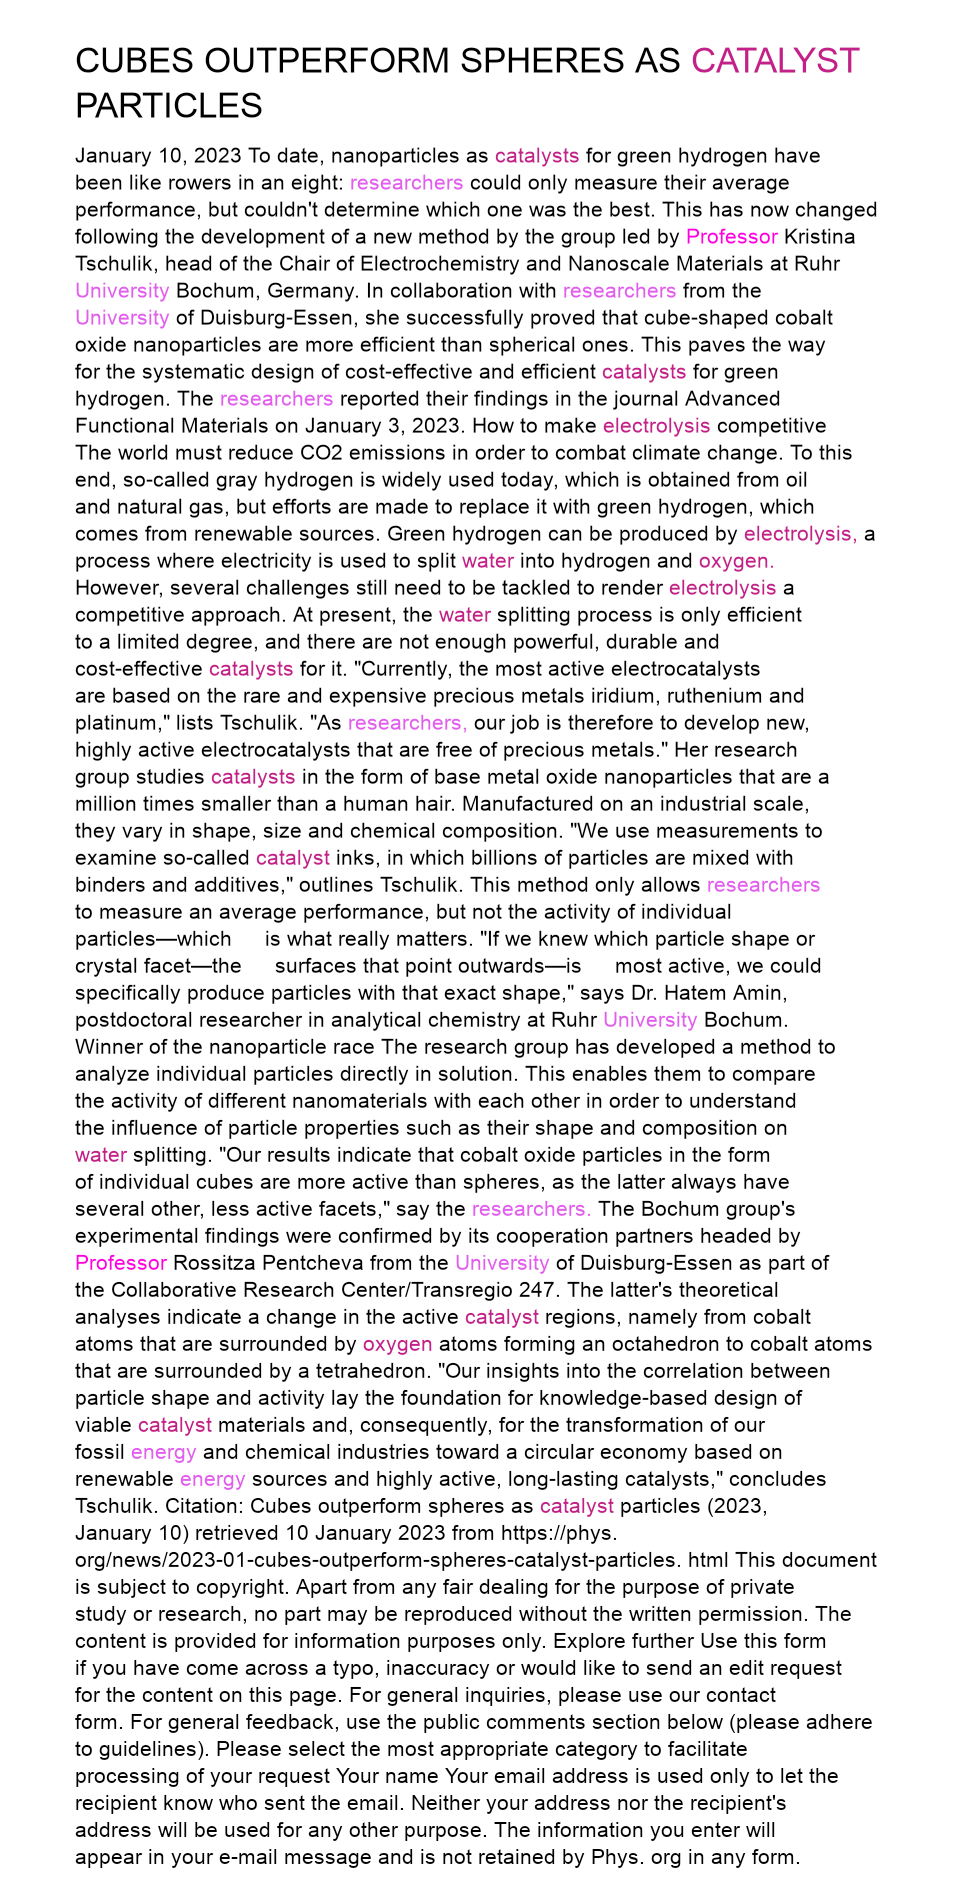 CUBES OUTPERFORM SPHERES AS CATALYST
PARTICLES
January 10, 2023 To date, nanoparticles as catalysts for green hydrogen have
been like rowers in an eight: researchers could only measure their average
performance, but couldn't determine which one was the best. This has now changed
following the development of a new method by the group led by Professor Kristina
Tschulik, head of the Chair of Electrochemistry and Nanoscale Materials at Ruhr
University Bochum, Germany. In collaboration with researchers from the
University of Duisburg-Essen, she successfully proved that cube-shaped cobalt
oxide nanoparticles are more efficient than spherical ones. This paves the way
for the systematic design of cost-effective and efficient catalysts for green
hydrogen. The researchers reported their findings in the journal Advanced
Functional Materials on January 3, 2023. How to make electrolysis competitive
The world must reduce CO2 emissions in order to combat climate change. To this
end, so-called gray hydrogen is widely used today, which is obtained from oil
and natural gas, but efforts are made to replace it with green hydrogen, which
comes from renewable sources. Green hydrogen can be produced by electrolysis, a
process where electricity is used to split water into hydrogen and oxygen.
However, several challenges still need to be tackled to render electrolysis a
competitive approach. At present, the water splitting process is only efficient
to a limited degree, and there are not enough powerful, durable and
cost-effective catalysts for it. "Currently, the most active electrocatalysts
are based on the rare and expensive precious metals iridium, ruthenium and
platinum," lists Tschulik. "As researchers, our job is therefore to develop new,
highly active electrocatalysts that are free of precious metals." Her research
group studies catalysts in the form of base metal oxide nanoparticles that are a
million times smaller than a human hair. Manufactured on an industrial scale,
they vary in shape, size and chemical composition. "We use measurements to
examine so-called catalyst inks, in which billions of particles are mixed with
binders and additives," outlines Tschulik. This method only allows researchers
to measure an average performance, but not the activity of individual
particles—which is what really matters. "If we knew which particle shape or
crystal facet—the surfaces that point outwards—is most active, we could
specifically produce particles with that exact shape," says Dr. Hatem Amin,
postdoctoral researcher in analytical chemistry at Ruhr University Bochum.
Winner of the nanoparticle race The research group has developed a method to
analyze individual particles directly in solution. This enables them to compare
the activity of different nanomaterials with each other in order to understand
the influence of particle properties such as their shape and composition on
water splitting. "Our results indicate that cobalt oxide particles in the form
of individual cubes are more active than spheres, as the latter always have
several other, less active facets," say the researchers. The Bochum group's
experimental findings were confirmed by its cooperation partners headed by
Professor Rossitza Pentcheva from the University of Duisburg-Essen as part of
the Collaborative Research Center/Transregio 247. The latter's theoretical
analyses indicate a change in the active catalyst regions, namely from cobalt
atoms that are surrounded by oxygen atoms forming an octahedron to cobalt atoms
that are surrounded by a tetrahedron. "Our insights into the correlation between
particle shape and activity lay the foundation for knowledge-based design of
viable catalyst materials and, consequently, for the transformation of our
fossil energy and chemical industries toward a circular economy based on
renewable energy sources and highly active, long-lasting catalysts," concludes
Tschulik. Citation: Cubes outperform spheres as catalyst particles (2023,
January 10) retrieved 10 January 2023 from https://phys.
org/news/2023-01-cubes-outperform-spheres-catalyst-particles. html This document
is subject to copyright. Apart from any fair dealing for the purpose of private
study or research, no part may be reproduced without the written permission. The
content is provided for information purposes only. Explore further Use this form
if you have come across a typo, inaccuracy or would like to send an edit request
for the content on this page. For general inquiries, please use our contact
form. For general feedback, use the public comments section below (please adhere
to guidelines). Please select the most appropriate category to facilitate
processing of your request Your name Your email address is used only to let the
recipient know who sent the email. Neither your address nor the recipient's
address will be used for any other purpose. The information you enter will
appear in your e-mail message and is not retained by Phys. org in any form.